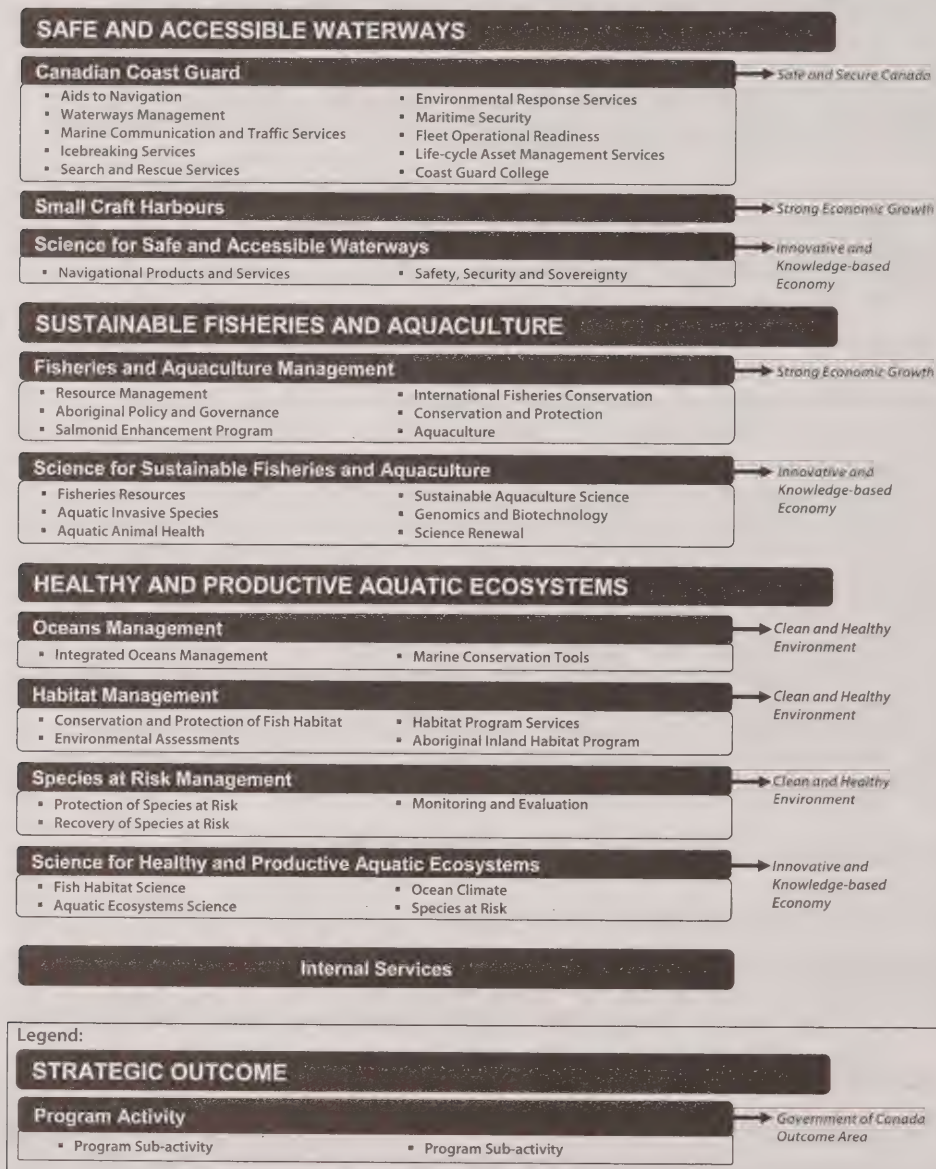 SAFE AND ACCESSIBLE WATERWAYS
Canadian Coast Guard
Safe and Secure Canada
▪ Aids to Navigation
▪ Waterways Management
▪ Marine Communication and Traffic Services
▪ Icebreaking Services
▪ Search and Rescue Services
▪ Environmental Response Services
▪ Maritime Security
▪ Fleet Operational Readiness
▪ Life-cycle Asset Management Services
▪ Coast Guard College
Small Craft Harbours
Strong Economic Growth
Science for Safe and Accessible Waterways
Innovative and
Knowledge-based
Economy
▪ Navigational Products and Services
▪ Safety, Security and Sovereignty
SUSTAINABLE FISHERIES AND AQUACULTURE
Fisheries and Aquaculture Management
Strong Economic Growth
▪ Resource Management
▪ Aboriginal Policy and Governance
▪ Salmonid Enhancement Program
▪ International Fisheries Conservation
▪ Conservation and Protection
▪ Aquaculture
Science for Sustainable Fisheries and Aquaculture
Innovative and
Knowledge-based
Economy
▪ Fisheries Resources
▪ Aquatic Invasive Species
▪ Aquatic Animal Health
▪ Sustainable Aquaculture Science
▪ Genomics and Biotechnology
▪ Science Renewal
HEALTHY AND PRODUCTIVE AQUATIC ECOSYSTEMS
Oceans Management
Clean and Healthy
Environment
▪ Integrated Oceans Management
▪ Marine Conservation Tools
Habitat Management
Clean and Healthy
Environment
▪ Conservation and Protection of Fish Habitat
▪ Environmental Assessments
▪ Habitat Program Services
▪ Aboriginal Inland Habitat Program
Species at Risk Management
Clean and Healthy
Environment
▪ Protection of Species at Risk
▪ Recovery of Species at Risk
▪ Monitoring and Evaluation
Science for Healthy and Productive Aquatic Ecosystems
Innovative and
Knowledge-based
Economy
▪ Fish Habitat Science
▪ Aquatic Ecosystems Science
▪ Ocean Climate
▪ Species at Risk
Internal Services
Legend:
STRATEGIC OUTCOME
Program Activity
Government of Canada
Outcome Area
▪ Program Sub-activity
▪ Program Sub-activity